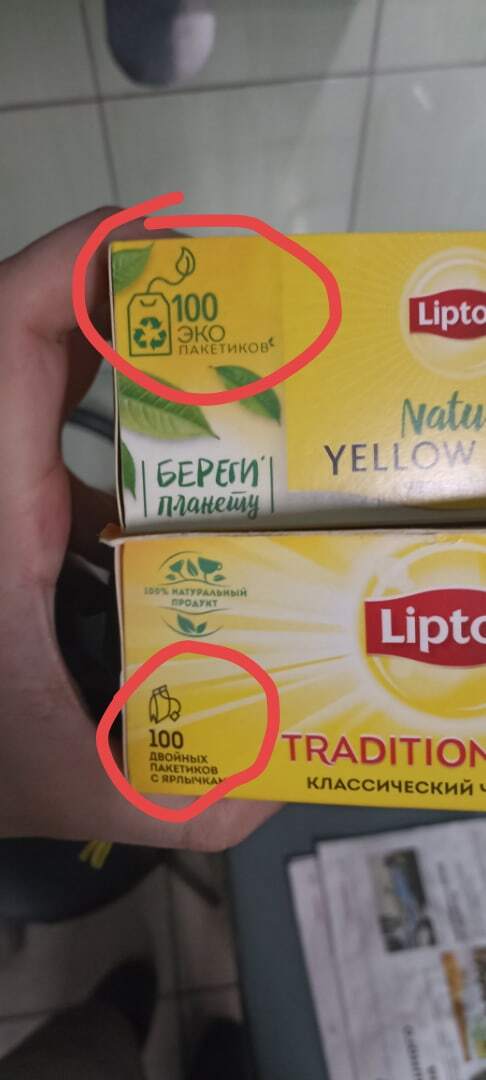 100
ЭКО
ПАКЕТИКОВ
Lipto
БЕРЕГИ
планету
Natu
YELLOW
100% НАТУРАЛЬНЫЙ
ПРОДУКТ
Lipto
100
ДВОЙНЫХ
ПАКЕТИКОВ
С ЯРЛЫЧКАМ
TRADITION
КЛАССИЧЕСКИЙ Ч